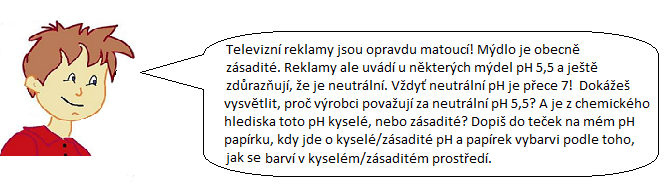 Televizní reklamy jsou opravdu matoucí! Mýdlo je obecně
zásadité. Reklamy ale uvádí u některých mýdel pH 5,5 a ještě
zdůrazňují, že je neutrální. Vždyť neutrální pH je přece 7!  Dokážeš
vysvětlit, proč výrobci považují za neutrální pH 5,5? A je z chemického
hlediska toto pH kyselé, nebo zásadité? Dopiš do teček na mém pH
papírku, kdy jde o kyselé/zásadité pH a papírek vybarvi podle toho,
jak se barví v kyselém/zásaditém prostředí.